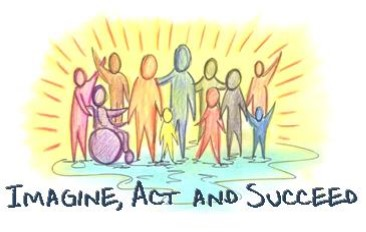 IMAGINE, ACT AND SUCCEED